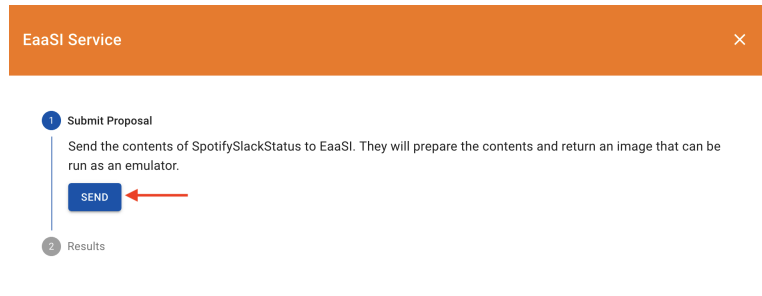 EaaSI Service
1 Submit Proposal
Send the contents of SpotifySlackStatus to EaaSI. They will prepare the contents and return an image that can be
run as an emulator.
SEND
2 Results